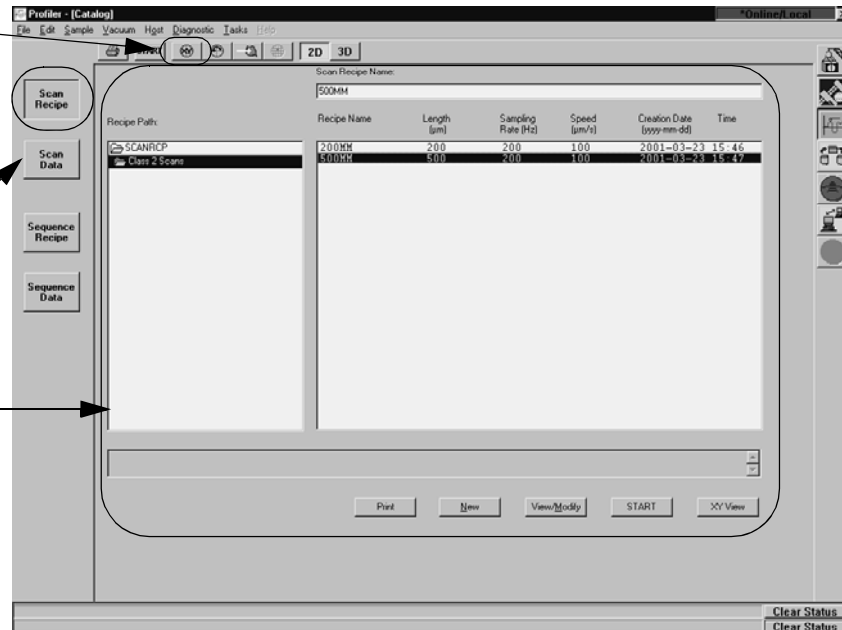 Profiler - [Catalog]
*Online/Local
File Edit Sample Vacuum Host Diagnostic Tasks Help
XY 2D 3D
Scan Recipe
Scan Data
Sequence Recipe
Sequence Data
Scan Recipe Name:
500MM
Recipe Path:
SCANRCP
Class 2 Scans
Recipe Name Length (µm) Sampling Rate (Hz) Speed (µm/s) Creation Date (yyyy-mm-dd) Time
200MM 200 200 100 2001-03-23 15:46
500MM 500 200 100 2001-03-23 15:47
Print New View/Modify START XY View
Clear Status
Clear Status